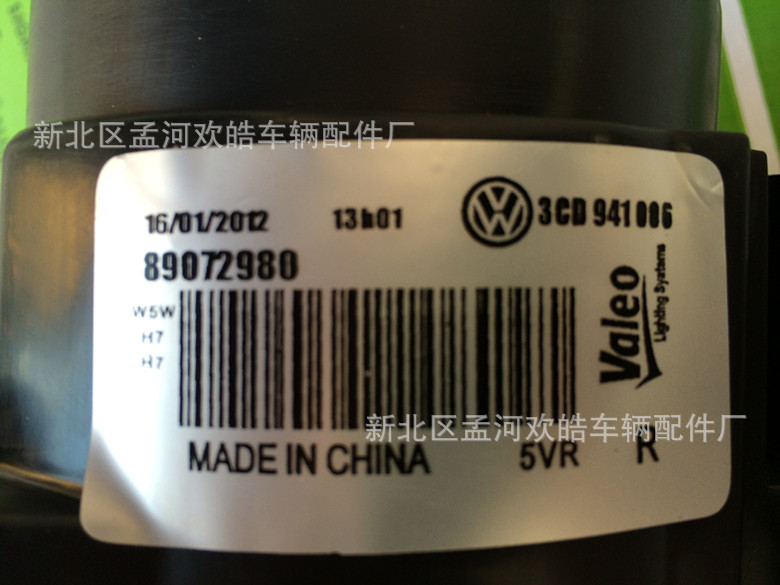 新北区孟河欢皓车辆配件厂
16/01/2012 13h01 3CD 941 006
89072980
W5W
H7
H7
Valeo
Lighting Systems
新北区孟河欢皓车辆配件厂
MADE IN CHINA 5VR R